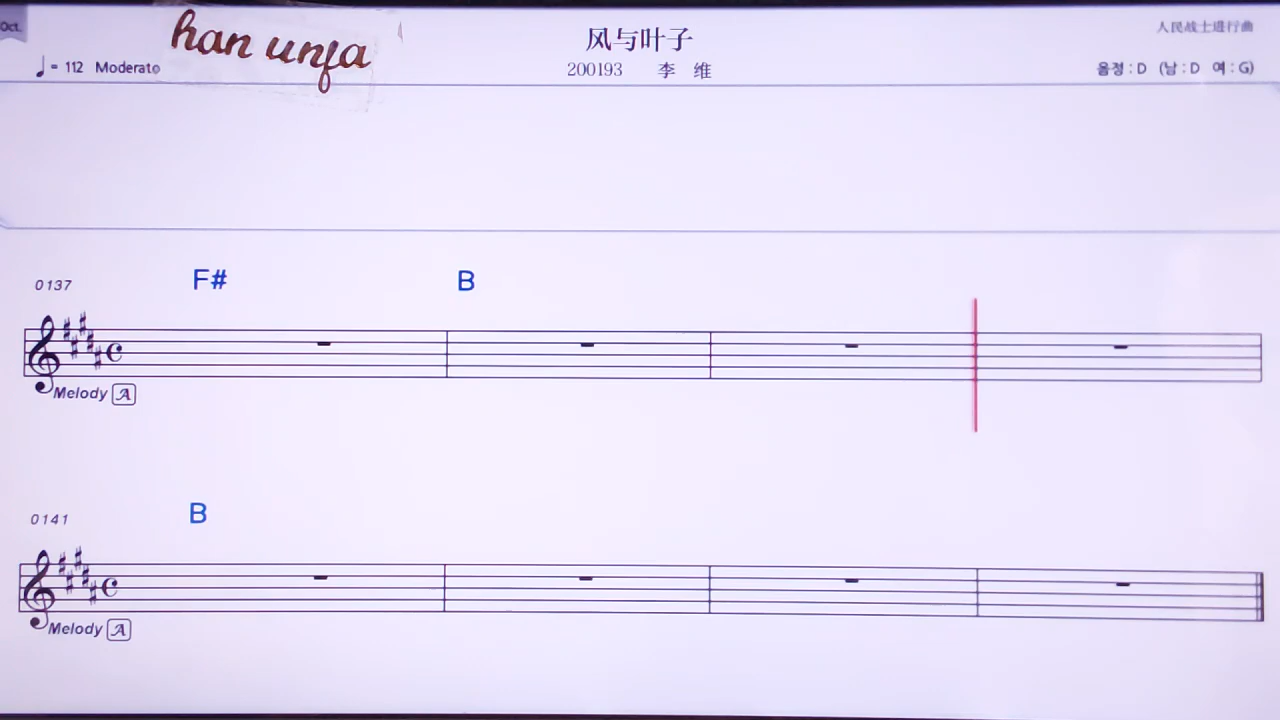 Oct.
han unfa
风与叶子
人民战士进行曲
♩ = 112 Moderato
200193 李 维
음정 : D (남 : D 여 : G)
0137
F# B
Melody A
0141
B
Melody A